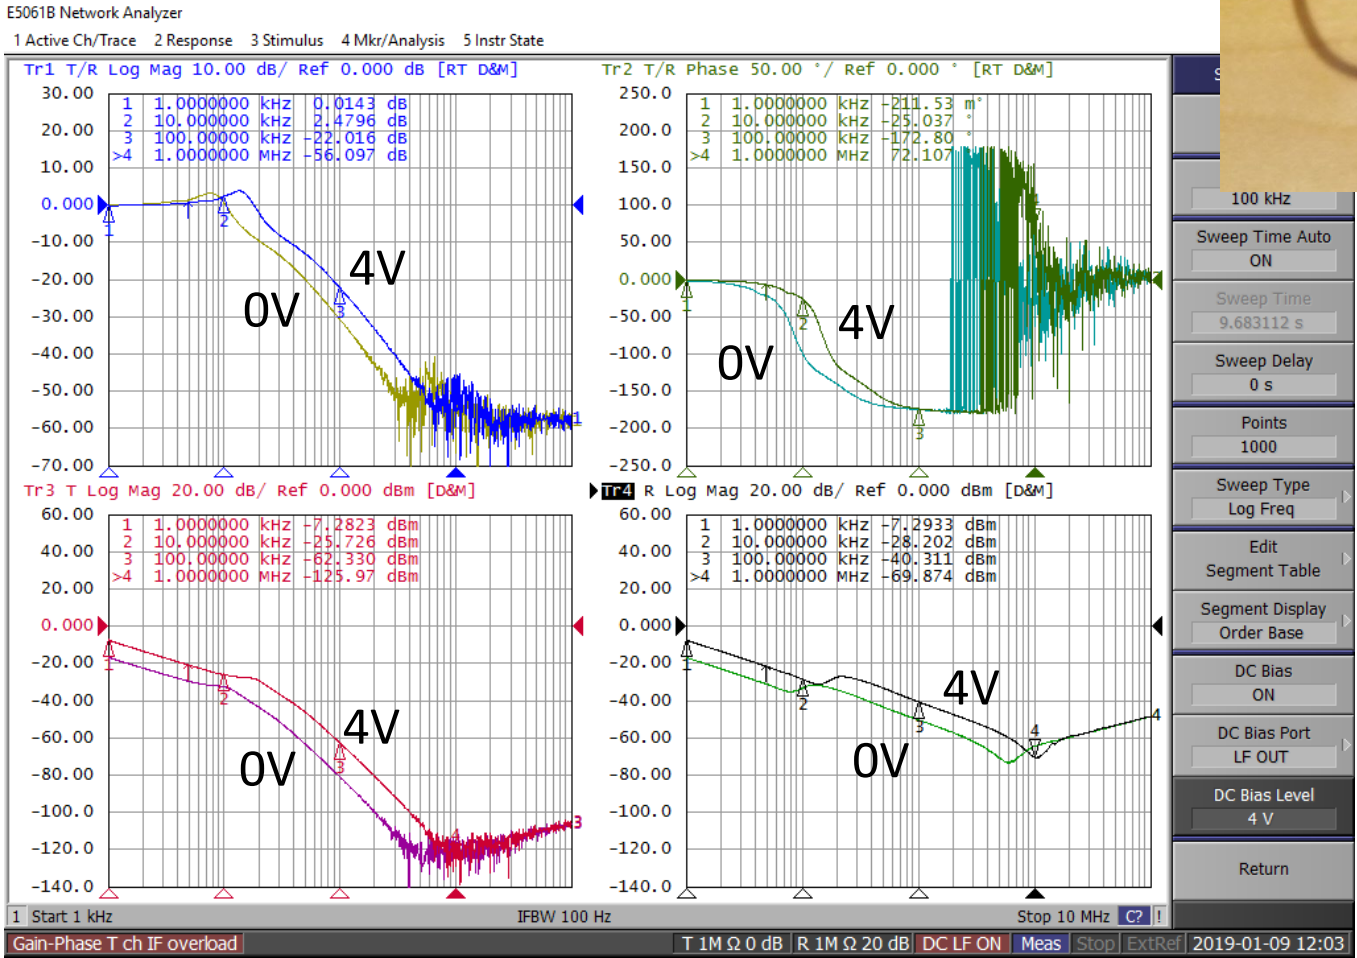 E5061B Network Analyzer
1 Active Ch/Trace 2 Response 3 Stimulus 4 Mkr/Analysis 5 Instr State
Tr1 T/R Log Mag 10.00 dB/ Ref 0.000 dB [RT D&M]
30.00
20.00
10.00
0.000
-10.00
-20.00
-30.00
-40.00
-50.00
-60.00
-70.00
1 1.0000000 kHz 0.0143 dB
2 10.000000 kHz 2.4796 dB
3 100.00000 kHz -22.016 dB
>4 1.0000000 MHz -56.097 dB
1
2
3
4V
0V
1
Tr2 T/R Phase 50.00 °/ Ref 0.000 ° [RT D&M]
250.0
200.0
150.0
100.0
50.00
0.000
-50.00
-100.0
-150.0
-200.0
-250.0
1 1.0000000 kHz -211.53 m°
2 10.000000 kHz -25.037 °
3 100.00000 kHz -172.80 °
>4 1.0000000 MHz 72.107
1
2
3
4V
0V
Tr3 T Log Mag 20.00 dB/ Ref 0.000 dBm [D&M]
60.00
40.00
20.00
0.000
-20.00
-40.00
-60.00
-80.00
-100.0
-120.0
-140.0
1 1.0000000 kHz -7.2823 dBm
2 10.000000 kHz -25.726 dBm
3 100.00000 kHz -62.330 dBm
>4 1.0000000 MHz -125.97 dBm
1
2
3
4
4V
0V
3
Tr4 R Log Mag 20.00 dB/ Ref 0.000 dBm [D&M]
60.00
40.00
20.00
0.000
-20.00
-40.00
-60.00
-80.00
-100.0
-120.0
-140.0
1 1.0000000 kHz -7.2933 dBm
2 10.000000 kHz -28.202 dBm
3 100.00000 kHz -40.311 dBm
>4 1.0000000 MHz -69.874 dBm
1
2
3
4
4V
0V
4
100 kHz
Sweep Time Auto
ON
Sweep Time
9.683112 s
Sweep Delay
0 s
Points
1000
Sweep Type
Log Freq
Edit
Segment Table
Segment Display
Order Base
DC Bias
ON
DC Bias Port
LF OUT
DC Bias Level
4 V
Return
1 Start 1 kHz IFBW 100 Hz Stop 10 MHz C? !
Gain-Phase T ch IF overload T 1M Ω 0 dB R 1M Ω 20 dB DC LF ON Meas Stop ExtRef 2019-01-09 12:03